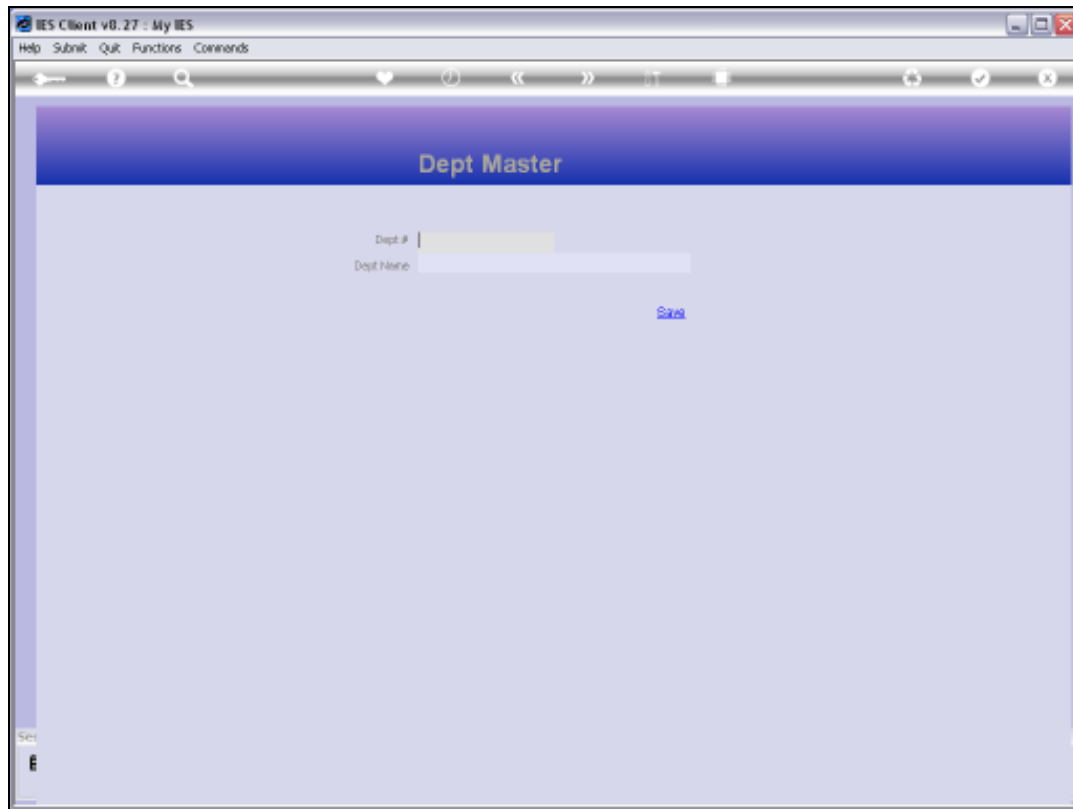 IES Client v8.27 : My IES
Help Submit Quit Functions Commands
Dept Master
Dept #
Dept Name
Save